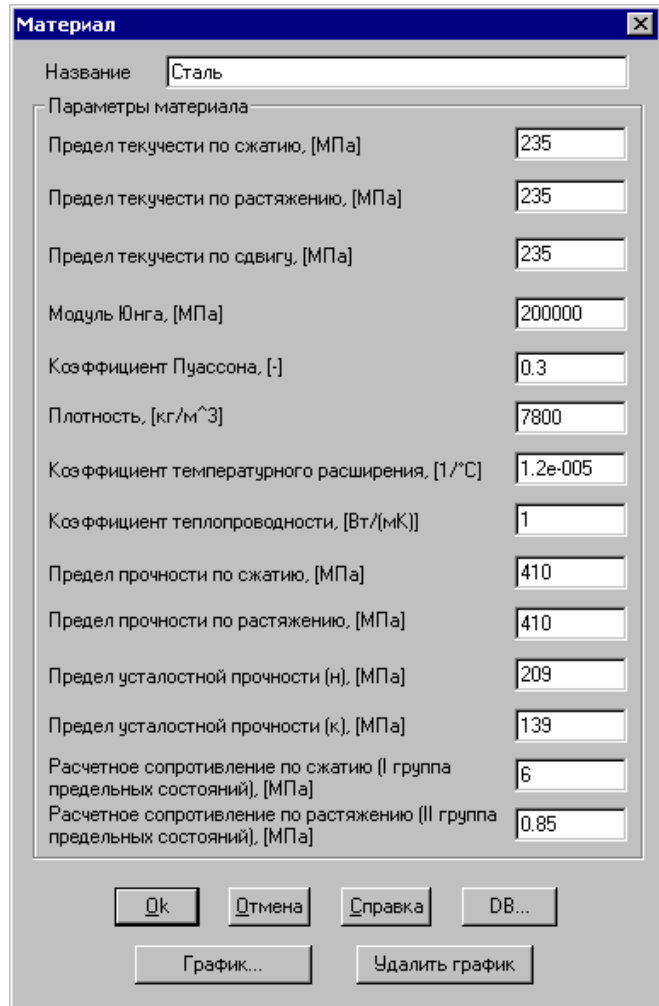 Материал
Название Сталь
Параметры материала
Предел текучести по сжатию, [МПа] 235
Предел текучести по растяжению, [МПа] 235
Предел текучести по сдвигу, [МПа] 235
Модуль Юнга, [МПа] 200000
Коэффициент Пуассона, [-] 0.3
Плотность, [кг/м^3] 7800
Коэффициент температурного расширения, [1/°C] 1.2e-005
Коэффициент теплопроводности, [Вт/(мК)] 1
Предел прочности по сжатию, [МПа] 410
Предел прочности по растяжению, [МПа] 410
Предел усталостной прочности (н), [МПа] 209
Предел усталостной прочности (к), [МПа] 139
Расчетное сопротивление по сжатию (I группа
предельных состояний), [МПа] 6
Расчетное сопротивление по растяжению (II группа
предельных состояний), [МПа] 0.85
Ok Отмена Справка DB...
График... Удалить график